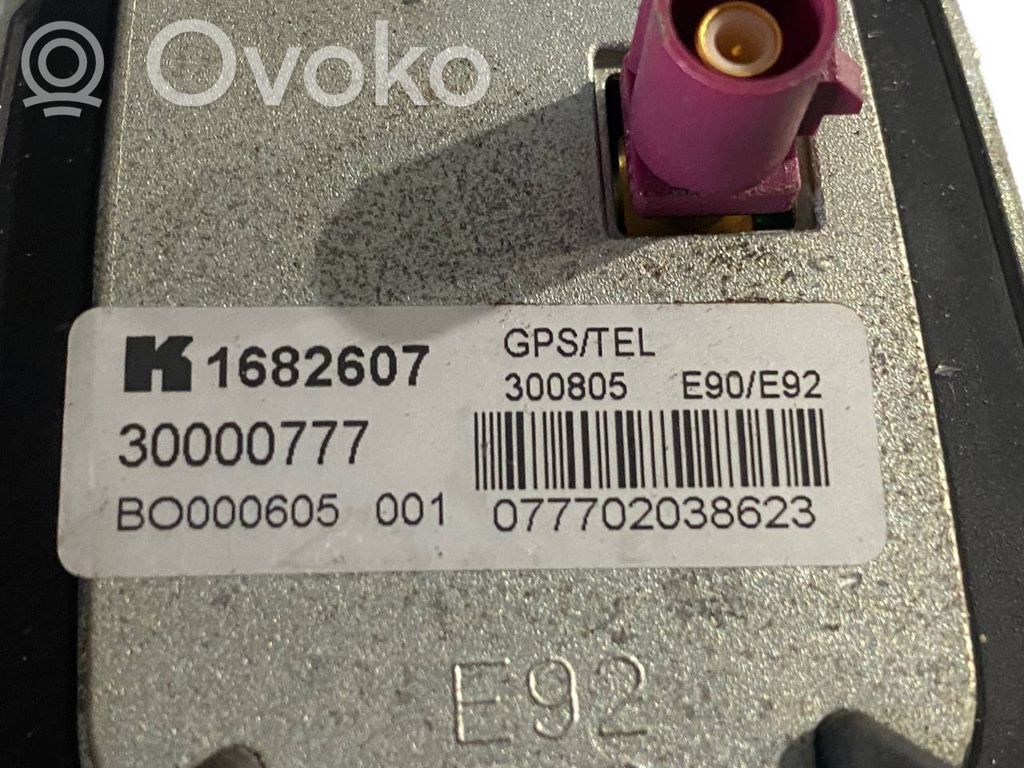 Ovoko
K 1682607
GPS/TEL
300805 E90/E92
30000777
BO000605 001
077702038623
E92